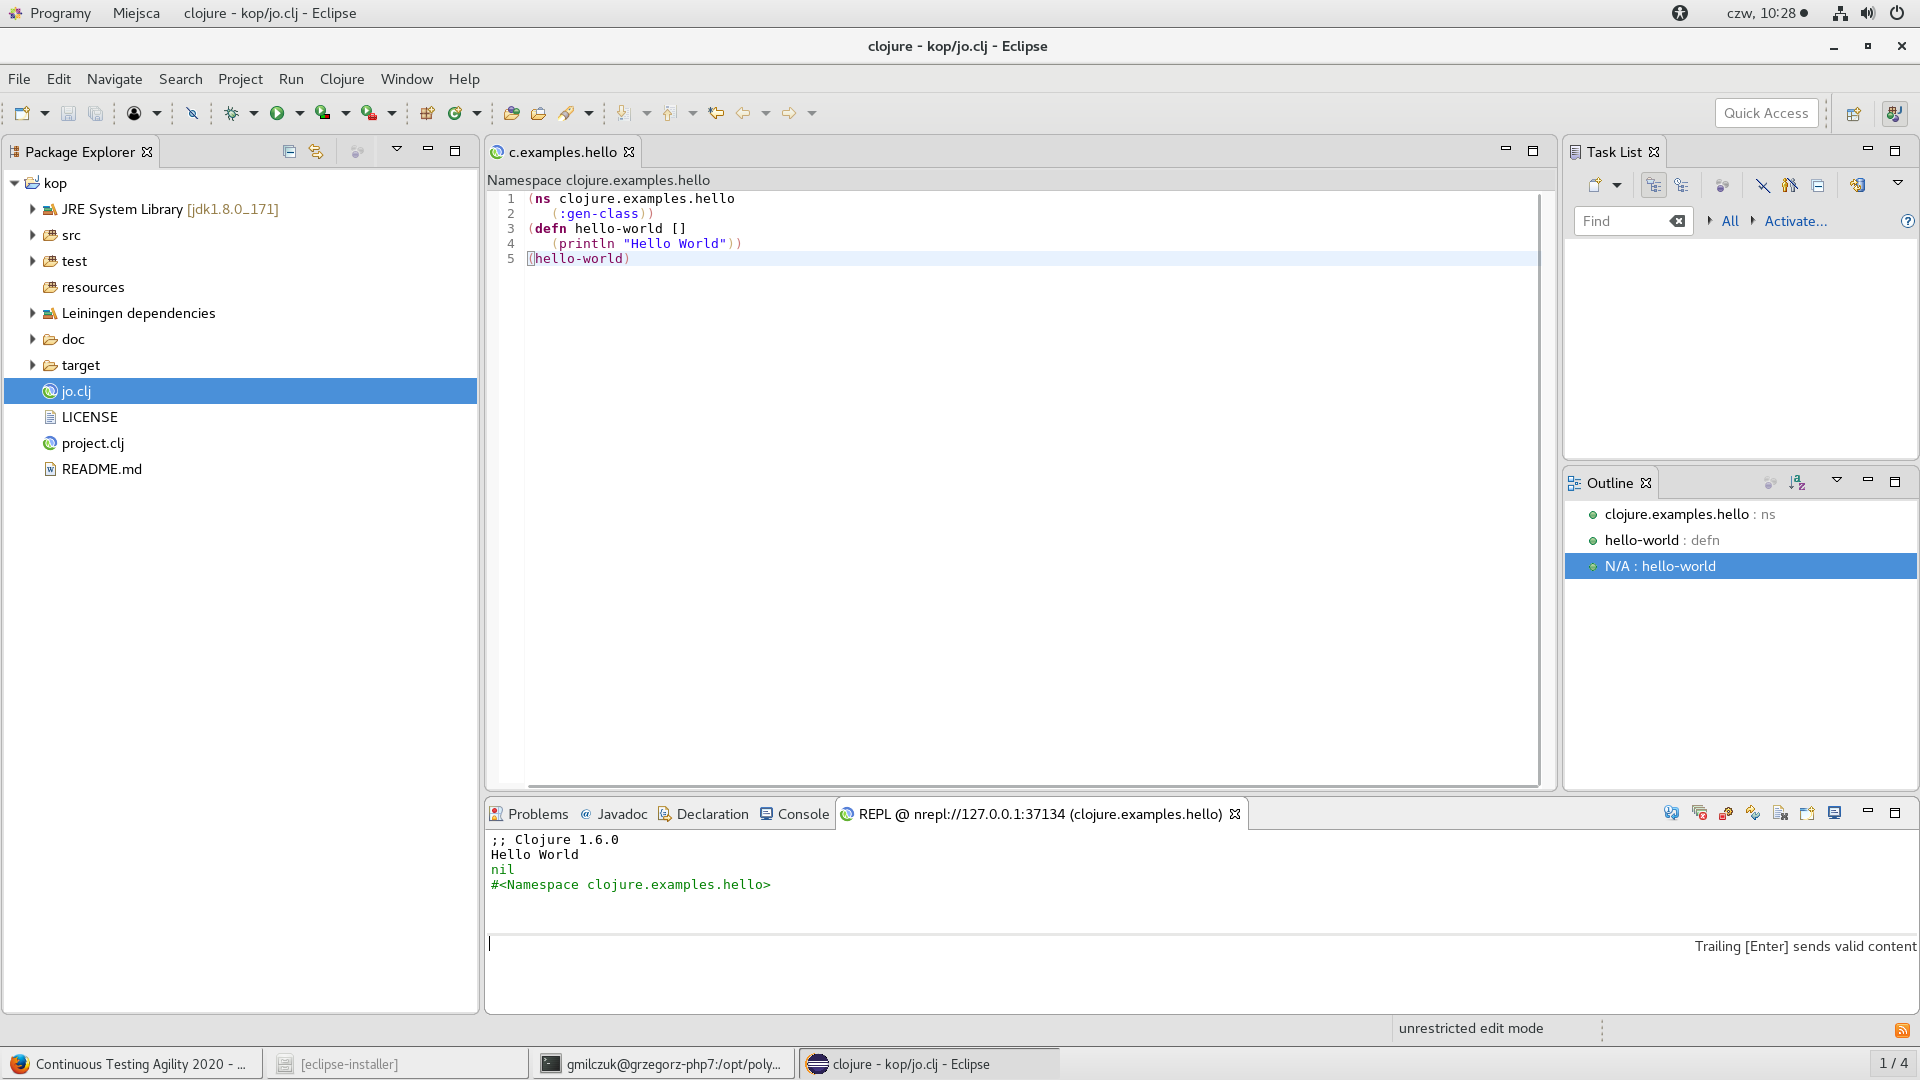 Programy Miejsca clojure - kop/jo.clj - Eclipse czw, 10:28
clojure - kop/jo.clj - Eclipse
File Edit Navigate Search Project Run Clojure Window Help
Quick Access
Package Explorer
kop
JRE System Library [jdk1.8.0_171]
src
test
resources
Leiningen dependencies
doc
target
jo.clj
LICENSE
project.clj
README.md
c.examples.hello
Namespace clojure.examples.hello
1 (ns clojure.examples.hello
2    (:gen-class))
3 (defn hello-world []
4    (println "Hello World"))
5 (hello-world)
Task List
Find All Activate...
Outline
clojure.examples.hello : ns
hello-world : defn
N/A : hello-world
Problems @ Javadoc Declaration Console REPL @ nrepl://127.0.0.1:37134 (clojure.examples.hello)
;; Clojure 1.6.0
Hello World
nil
#<Namespace clojure.examples.hello>
Trailing [Enter] sends valid content
unrestricted edit mode
Continuous Testing Agility 2020 - ... [eclipse-installer] gmilczuk@grzegorz-php7:/opt/poly... clojure - kop/jo.clj - Eclipse 1 / 4